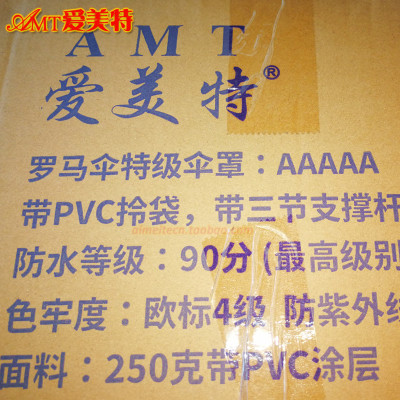 AMT爱美特
AMT
爱美特®
罗马伞特级伞罩：AAAAA
带PVC拎袋，带三节支撑杆
aimeitecn.taobao.com
防水等级：90分 (最高级别
色牢度：欧标4级 防紫外线
面料：250克带PVC涂层